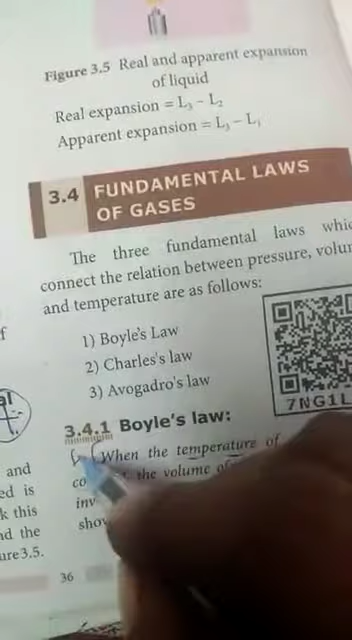 Figure 3.5 Real and apparent expansion
of liquid
Real expansion = L₃ – L₂
Apparent expansion = L₃ – L₁
3.4 FUNDAMENTAL LAWS
OF GASES
The three fundamental laws
connect the relation between pressure,
and temperature are as follows:
1) Boyle's Law
2) Charles's law
3) Avogadro's law
7NG1L
3.4.1 Boyle's law:
When the temperature of
the volume of
and
ed is
k this
nd the
ure 3.5.
36